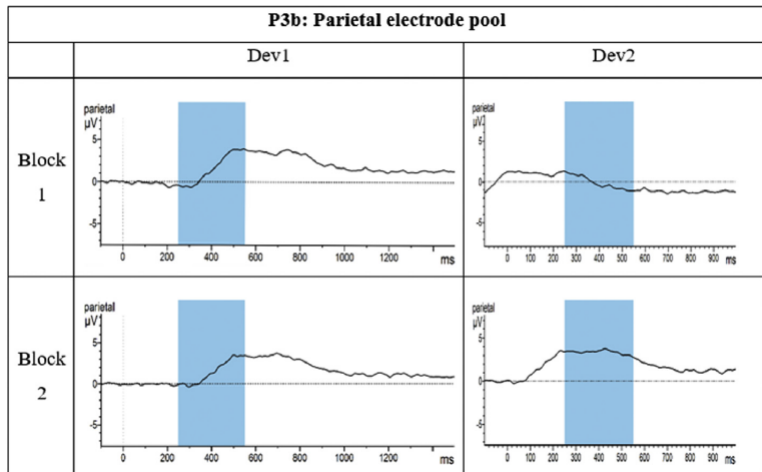 P3b: Parietal electrode pool
Dev1 Dev2
Block 1
parietal
µV
5
0
-5
0 200 400 600 800 1000 1200 ms
parietal
µV
5
0
-5
0 100 200 300 400 500 600 700 800 900 ms
Block 2
parietal
µV
5
0
-5
0 200 400 600 800 1000 1200 ms
parietal
µV
5
0
-5
0 100 200 300 400 500 600 700 800 900 ms